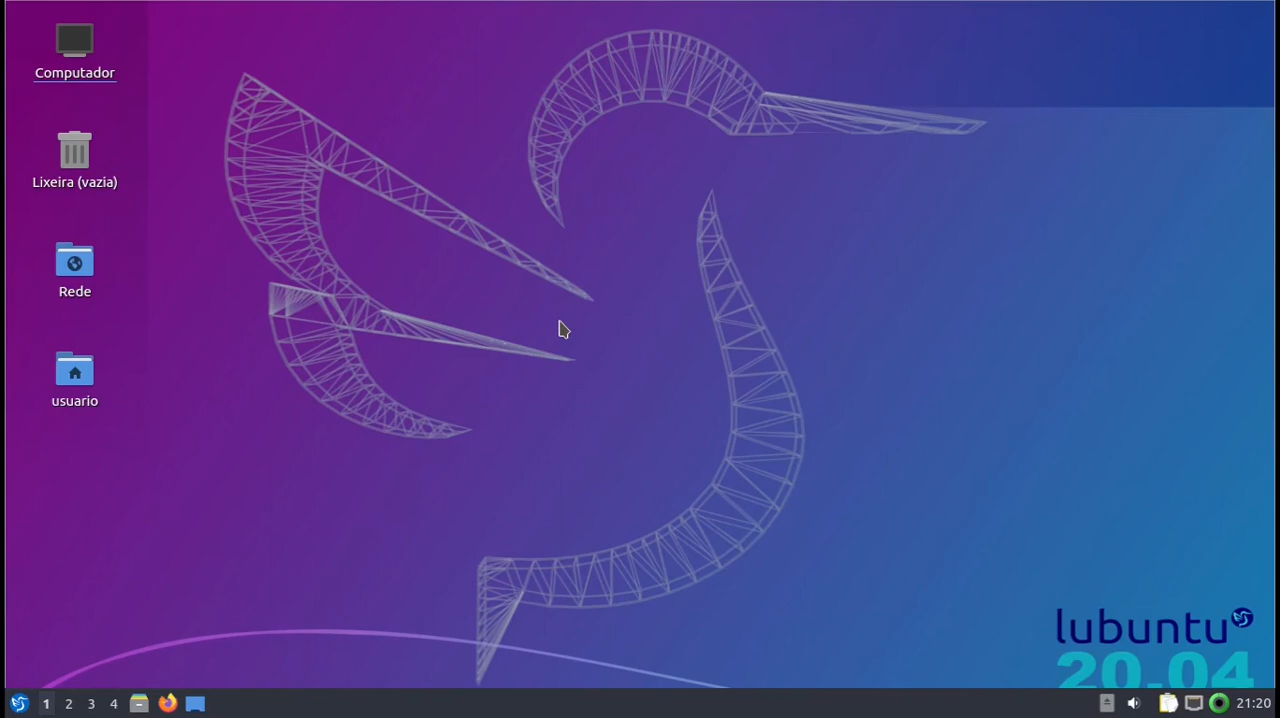 Computador
Lixeira (vazia)
Rede
usuario
lubuntu
20.04
1 2 3 4
21:20